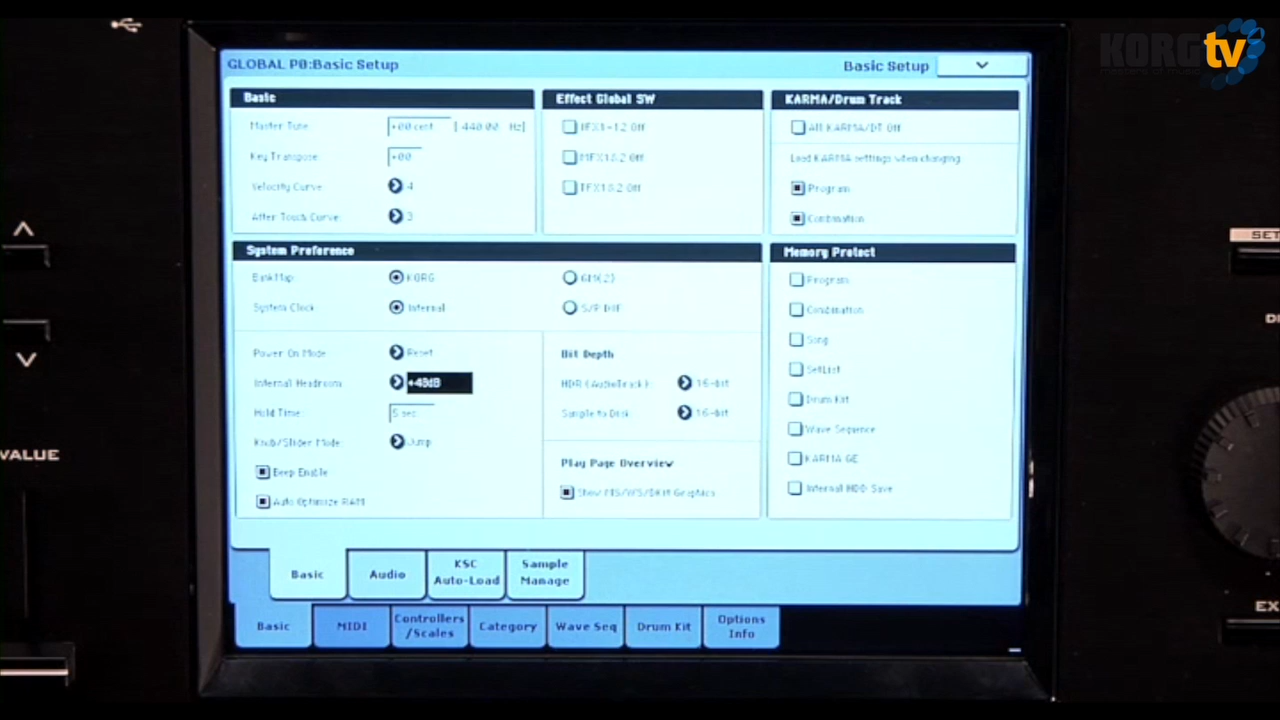 KORG tv
GLOBAL P0:Basic Setup
Basic Setup
Basic
Master Tune:
+00 cent
[ 440.00 Hz]
Key Transpose:
+00
Velocity Curve:
4
After Touch Curve:
3
Effect Global SW
IFX1-12 Off
MFX1&2 Off
TFX1&2 Off
KARMA/Drum Track
All KARMA/DT Off
Load KARMA settings when changing:
Program
Combination
System Preference
Bank Map:
KORG
GM(2)
System Clock:
Internal
S/P DIF
Power On Mode:
Reset
Internal Headroom:
Hold Time:
5 sec
Knob/Slider Mode:
Jump
Beep Enable
Auto Optimize RAM
Bit Depth
HDR (AudioTrack):
16-bit
Sample to Disk:
16-bit
Play Page Overview
Show MS/WS/DKit Graphics
Memory Protect
Program
Combination
Song
SetList
Drum Kit
Wave Sequence
KARMA GE
Internal HDD Save
Basic
Audio
KSC
Auto-Load
Sample
Manage
Basic
MIDI
Controllers
/Scales
Category
Wave Seq
Drum Kit
Options
Info
VALUE
SET
EX